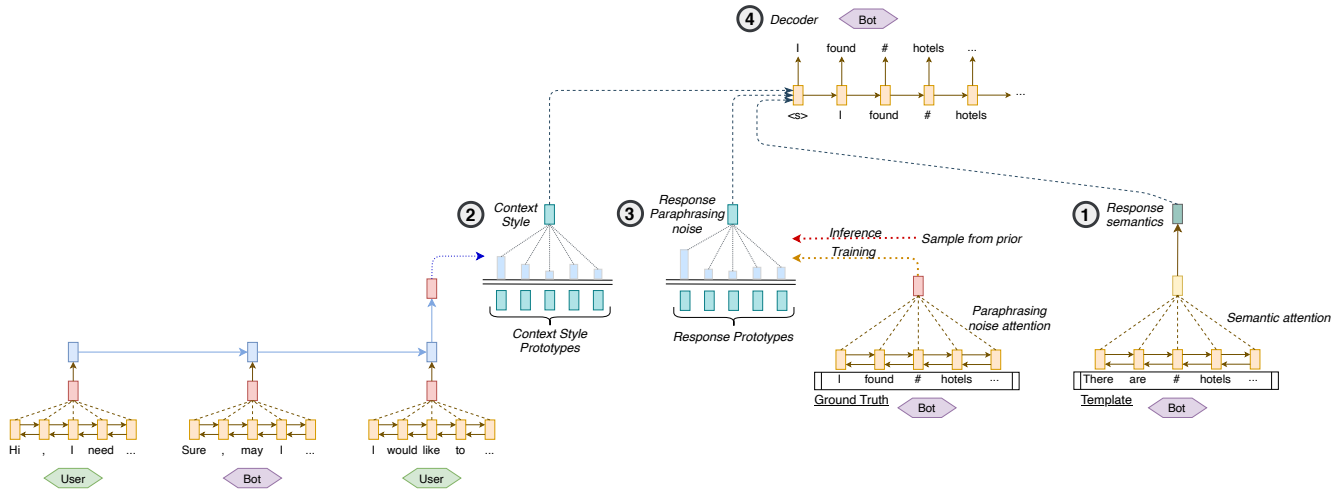 4 Decoder Bot
I found # hotels ...
...
<s> I found # hotels
2 Context
Style
3 Response
Paraphrasing
noise
1 Response
semantics
Inference Sample from prior
Training
Context Style
Prototypes
Response Prototypes
Paraphrasing
noise attention
Semantic attention
I found # hotels ...
Ground Truth
Bot
There are # hotels ...
Template
Bot
Hi , I need ...
User
Sure , may I ...
Bot
I would like to ...
User